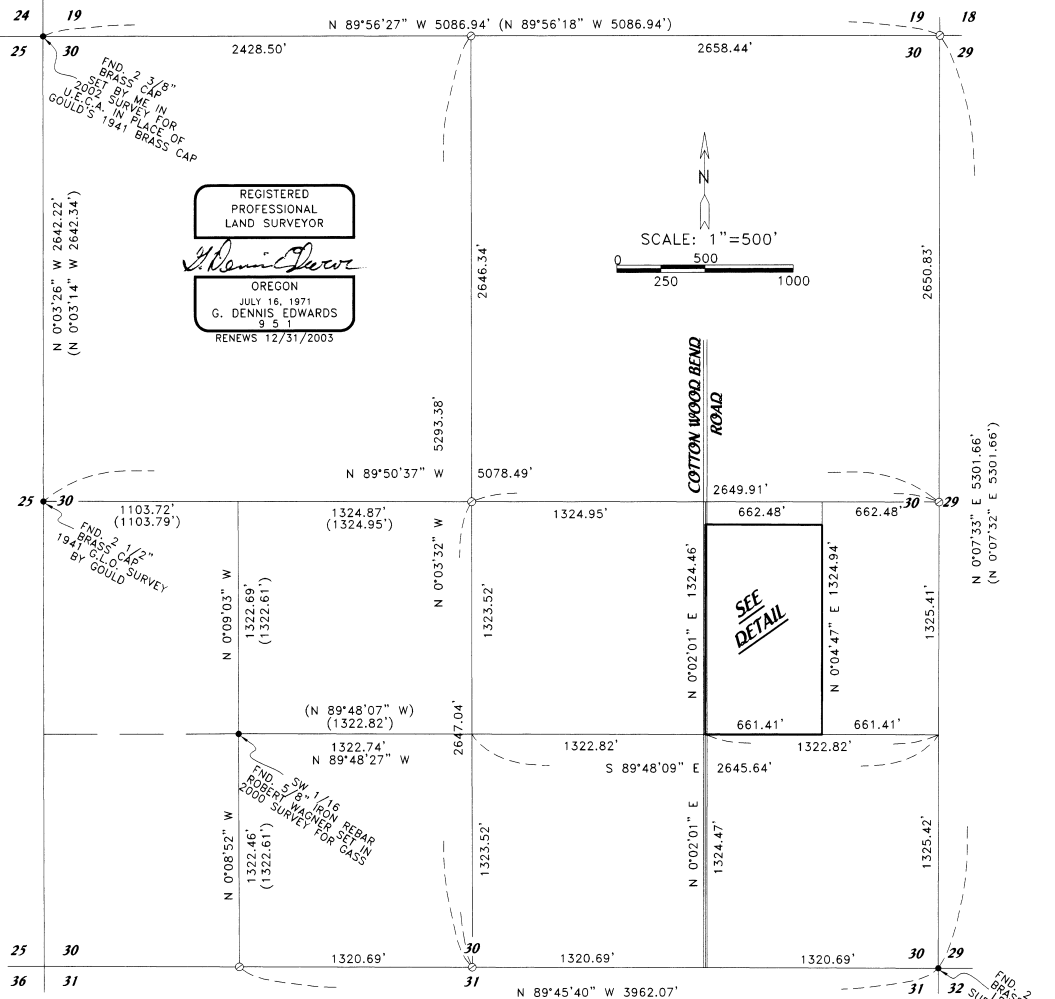 24 19
N 89°56'27" W 5086.94' (N 89°56'18" W 5086.94')
19 18
25 30
2428.50'
2658.44'
30 29
FND. 2 3/8"
BRASS CAP
SET BY ME IN
2002 SURVEY FOR
U.E.C.A. IN PLACE OF
GOULD'S 1941 BRASS CAP
N 0°03'26" W 2642.22'
(N 0°03'14" W 2642.34')
REGISTERED
PROFESSIONAL
LAND SURVEYOR
OREGON
JULY 16, 1971
G. DENNIS EDWARDS
9 5 1
RENEWS 12/31/2003
2646.34'
N
SCALE: 1"=500'
0 500
250 1000
2650.83'
COTTON WOOD BEND
ROAD
5293.38'
N 89°50'37" W 5078.49'
N 0°07'33" E 5301.66'
(N 0°07'32" E 5301.66')
25 30
1103.72'
(1103.79')
1324.87'
(1324.95')
1324.95'
2649.91'
662.48'
662.48'
30 29
FND. 2 1/2"
BRASS CAP
1941 G.L.O. SURVEY
BY GOULD
N 0°09'03" W
1322.69'
(1322.61')
N 0°03'32" W
1323.52'
N 0°02'01" E 1324.46'
SEE
DETAIL
N 0°04'47" E 1324.94'
1325.41'
(N 89°48'07" W)
(1322.82')
1322.74'
N 89°48'27" W
2647.04'
1322.82'
661.41'
661.41'
1322.82'
S 89°48'09" E 2645.64'
SW 1/16
FND. 5/8" IRON REBAR
ROBERT WAGNER SET IN
2000 SURVEY FOR GASS
N 0°08'52" W
1322.46'
(1322.61')
1323.52'
N 0°02'01" E
1324.47'
1325.42'
25 30
36 31
1320.69'
30
31
1320.69'
1320.69'
30 29
31 32
N 89°45'40" W 3962.07'
FND. 2